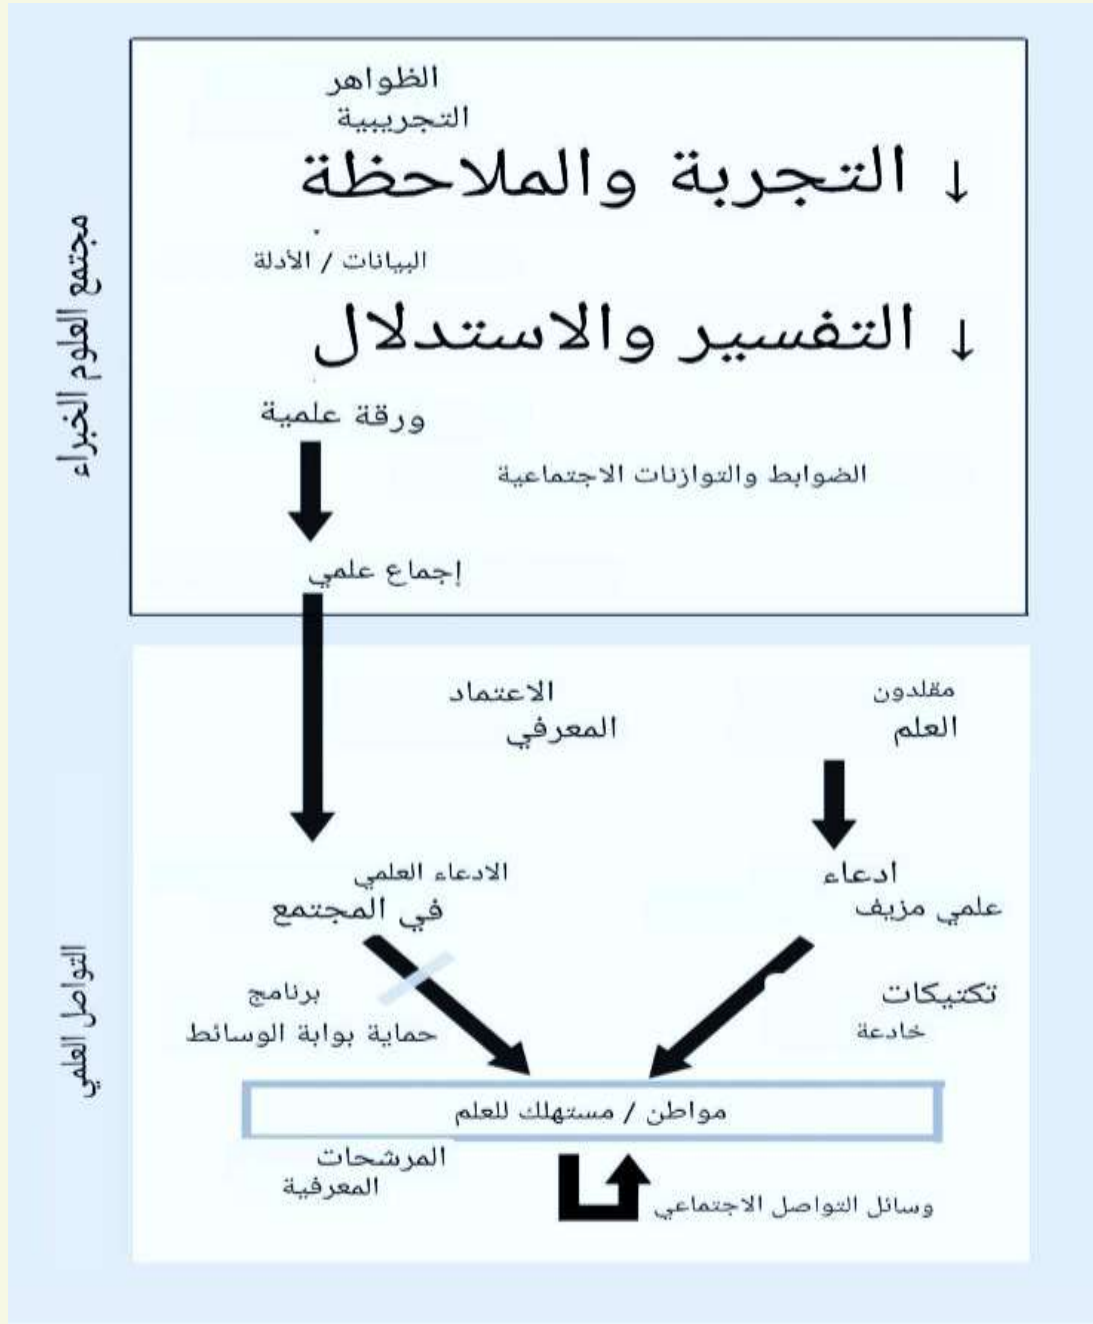 الظواهر
التجريبية
↓ التجربة والملاحظة
البيانات / الأدلة
↓ التفسير والاستدلال
ورقة علمية
الضوابط والتوازنات الاجتماعية
إجماع علمي
مجتمع العلوم الخبراء
مقلدون
العلم
الاعتماد
المعرفي
ادعاء
علمي مزيف
الادعاء العلمي
في المجتمع
تكتيكات
خادعة
برنامج
حماية بوابة الوسائط
مواطن / مستهلك للعلم
المرشحات
المعرفية
وسائل التواصل الاجتماعي
التواصل العلمي